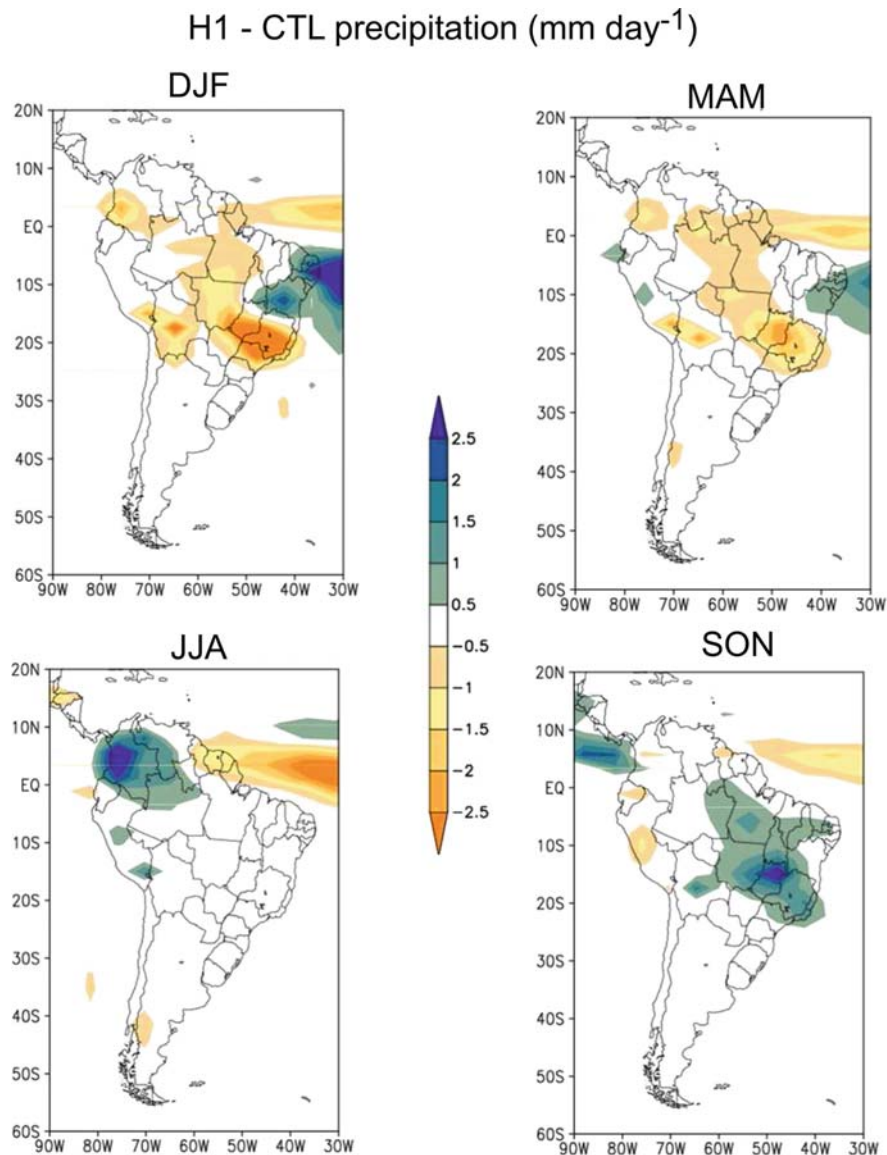 H1 - CTL precipitation (mm day-1)
DJF
20N
10N
EQ
10S
20S
30S
40S
50S
60S
90W 80W 70W 60W 50W 40W 30W
MAM
20N
10N
EQ
10S
20S
30S
40S
50S
60S
90W 80W 70W 60W 50W 40W 30W
2.5
2
1.5
1
0.5
-0.5
-1
-1.5
-2
-2.5
JJA
20N
10N
EQ
10S
20S
30S
40S
50S
60S
90W 80W 70W 60W 50W 40W 30W
SON
20N
10N
EQ
10S
20S
30S
40S
50S
60S
90W 80W 70W 60W 50W 40W 30W